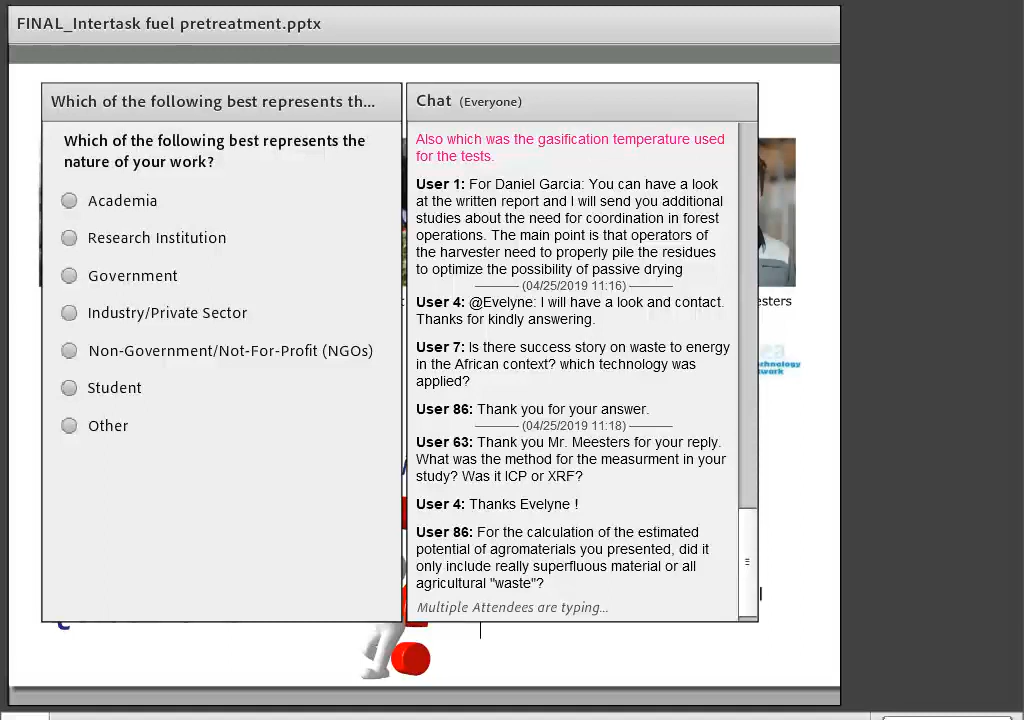 FINAL_Intertask fuel pretreatment.pptx
Which of the following best represents th...
Which of the following best represents the
nature of your work?
Academia
Research Institution
Government
Industry/Private Sector
Non-Government/Not-For-Profit (NGOs)
Student
Other
Chat (Everyone)
Also which was the gasification temperature used
for the tests.
User 1: For Daniel Garcia: You can have a look
at the written report and I will send you additional
studies about the need for coordination in forest
operations. The main point is that operators of
the harvester need to properly pile the residues
to optimize the possibility of passive drying
(04/25/2019 11:16)
User 4: @Evelyne: I will have a look and contact.
Thanks for kindly answering.
User 7: Is there success story on waste to energy
in the African context? which technology was
applied?
User 86: Thank you for your answer.
(04/25/2019 11:18)
User 63: Thank you Mr. Meesters for your reply.
What was the method for the measurment in your
study? Was it ICP or XRF?
User 4: Thanks Evelyne !
User 86: For the calculation of the estimated
potential of agromaterials you presented, did it
only include really superfluous material or all
agricultural "waste"?
Multiple Attendees are typing...